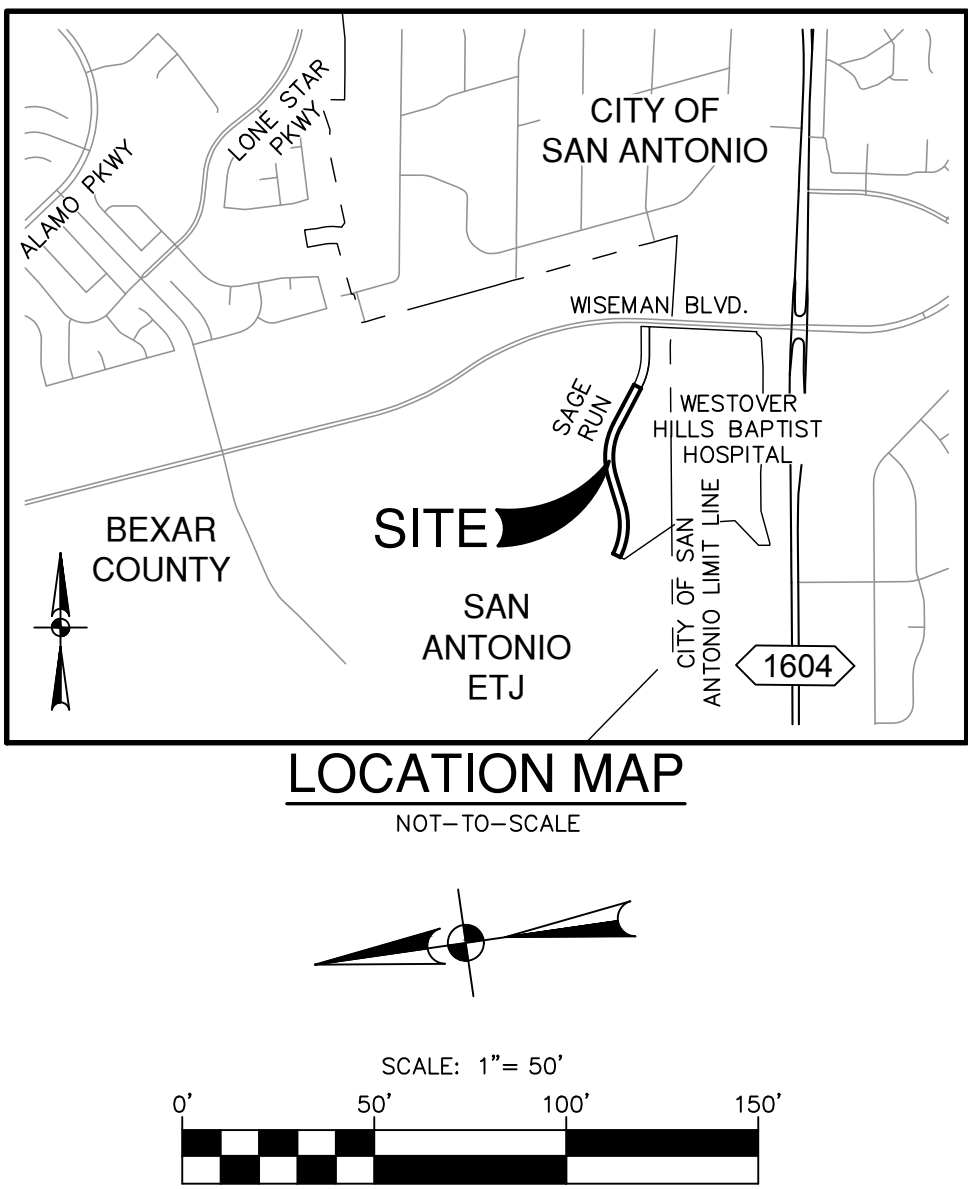 ALAMO PKWY
LONE STAR
PKWY
CITY OF
SAN ANTONIO
WISEMAN BLVD.
SAGE
RUN
WESTOVER
HILLS BAPTIST
HOSPITAL
SITE
BEXAR
COUNTY
CITY OF SAN
ANTONIO LIMIT LINE
SAN
ANTONIO
ETJ
1604
LOCATION MAP
NOT-TO-SCALE
SCALE: 1"= 50'
0' 50' 100' 150'